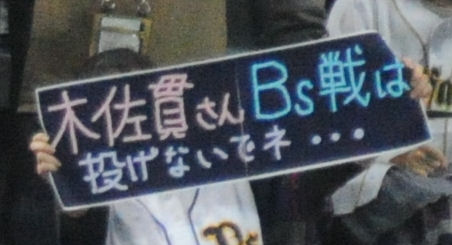 木佐貫さん Bs戦は
投げないでネ・・・